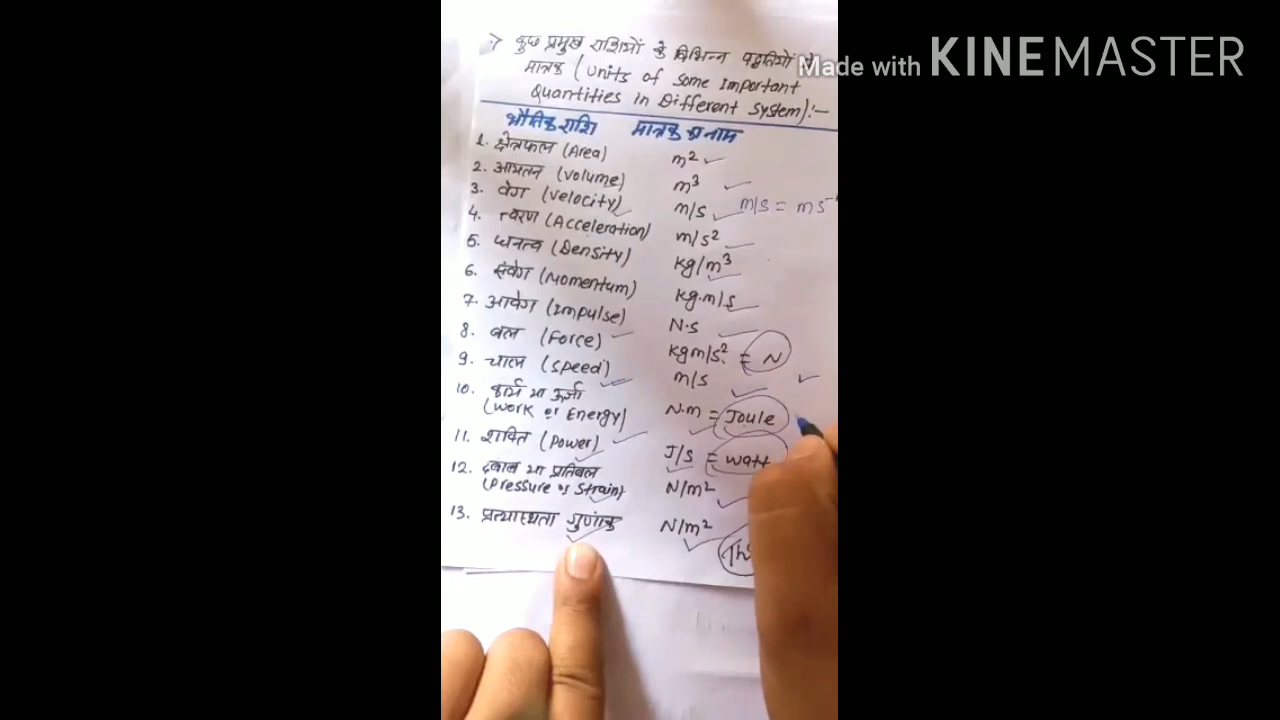 Made with KINEMASTER
:→ कुछ प्रमुख राशियों के विभिन्न पद्धतियों में
मात्रक (Units of Some Important
Quantities in Different System):-
भौतिक राशि मात्रक का नाम
1. क्षेत्रफल (Area) m²
2. आयतन (Volume) m³
3. वेग (Velocity) m/s m/s = ms⁻
4. त्वरण (Acceleration) m/s²
5. घनत्व (Density) kg/m³
6. संवेग (Momentum) kg.m/s
7. आवेग (Impulse) N.s
8. बल (Force) kgm/s² = N
9. चाल (Speed) m/s
10. कार्य या ऊर्जा
(Work or Energy) N.m = Joule
11. शक्ति (Power) J/s = watt
12. दबाब या प्रतिबल
(Pressure or Strain) N/m²
13. प्रत्यास्थता गुणांक N/m²